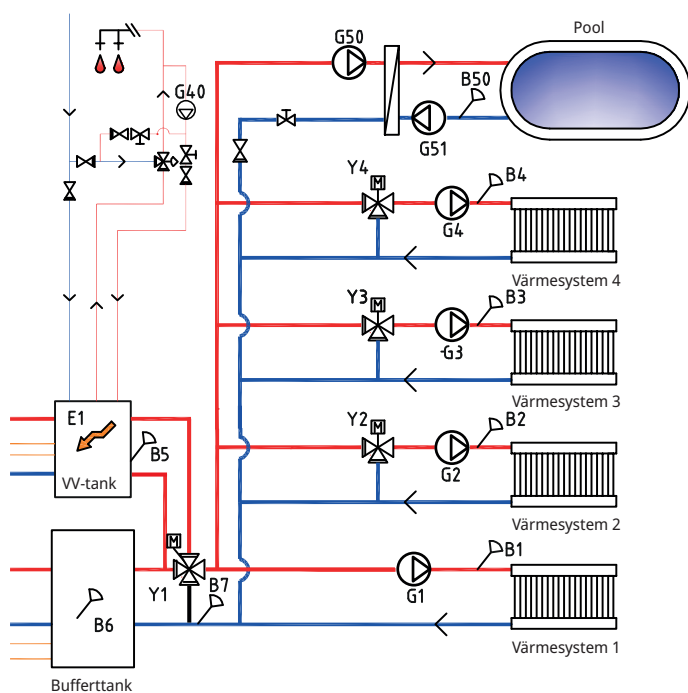 Pool
G50
B50
G40
G51
Y4
M
B4
G4
Värmesystem 4
Y3
M
B3
G3
Värmesystem 3
Y2
M
B2
G2
Värmesystem 2
E1
B5
VV-tank
M
Y1
B7
B1
G1
Värmesystem 1
B6
Bufferttank